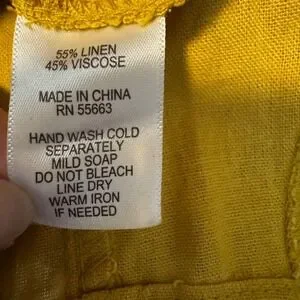 55% LINEN
45% VISCOSE
MADE IN CHINA
RN 55663
HAND WASH COLD
SEPARATELY
MILD SOAP
DO NOT BLEACH
LINE DRY
WARM IRON
IF NEEDED